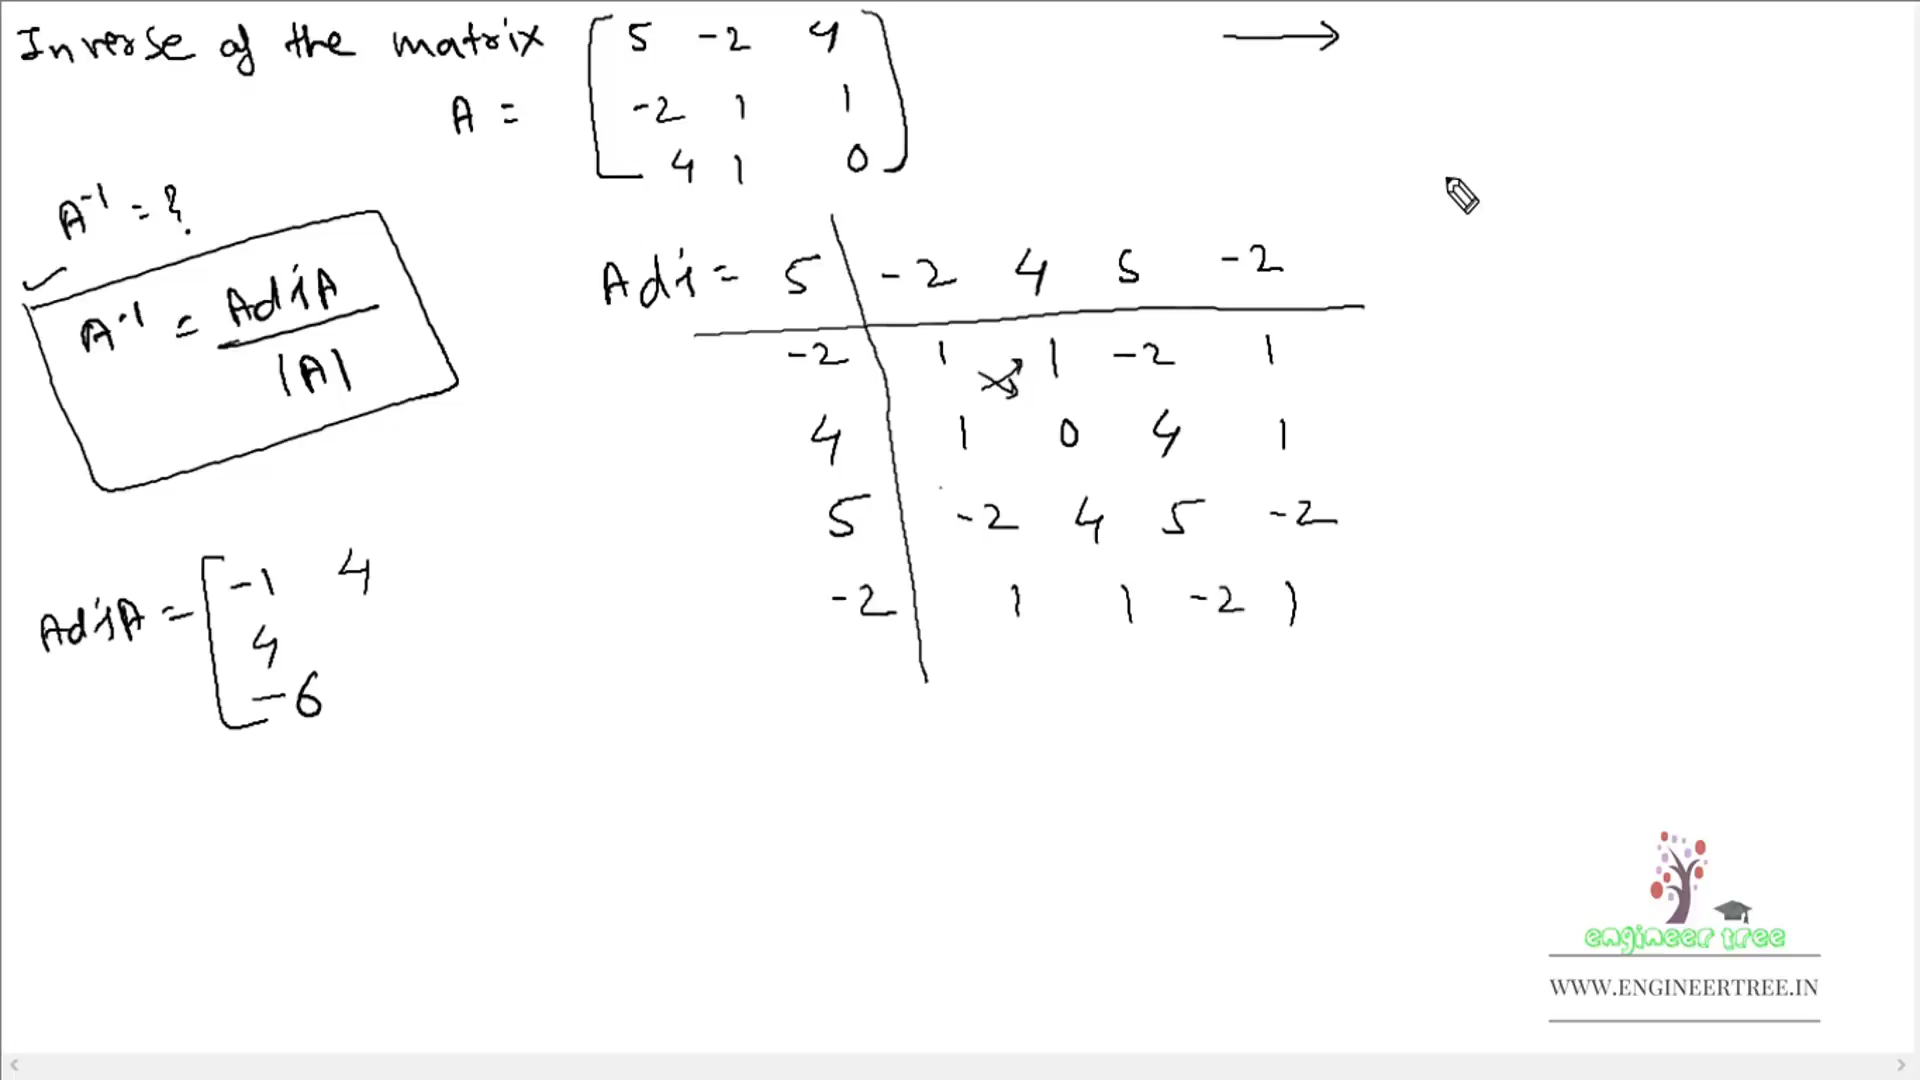 Inverse of the matrix
A = [ 5 -2 4
-2 1 1
4 1 0 ]
A⁻¹ = ?
A⁻¹ = AdjA / |A|
Adj = 5 -2 4 5 -2
-2 1 1 -2 1
4 1 0 4 1
5 -2 4 5 -2
-2 1 1 -2 1
AdjA = [ -1 4
4
-6
engineer tree
WWW.ENGINEERTREE.IN